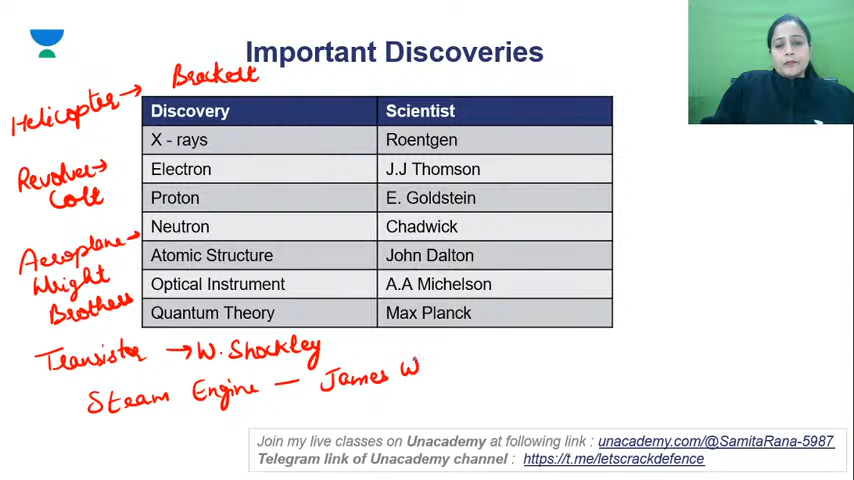 Important Discoveries
Brackett
Helicopter →
Discovery Scientist
X - rays Roentgen
Electron J.J Thomson
Revolver →
Colt
Proton E. Goldstein
Neutron Chadwick
Aeroplane →
Wright
Brothers
Atomic Structure John Dalton
Optical Instrument A.A Michelson
Quantum Theory Max Planck
Transistor → W. Shockley
Steam Engine — James W
Join my live classes on Unacademy at following link : unacademy.com/@SamitaRana-5987
Telegram link of Unacademy channel : https://t.me/letscrackdefence